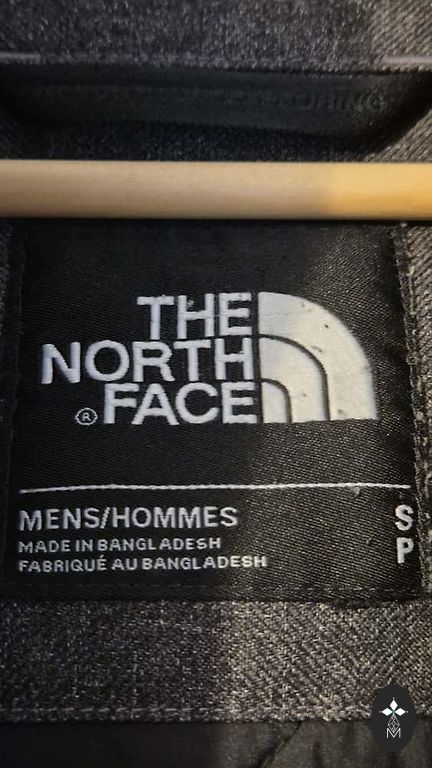 THE
NORTH
® FACE
MENS/HOMMES S
MADE IN BANGLADESH P
FABRIQUÉ AU BANGLADESH
M